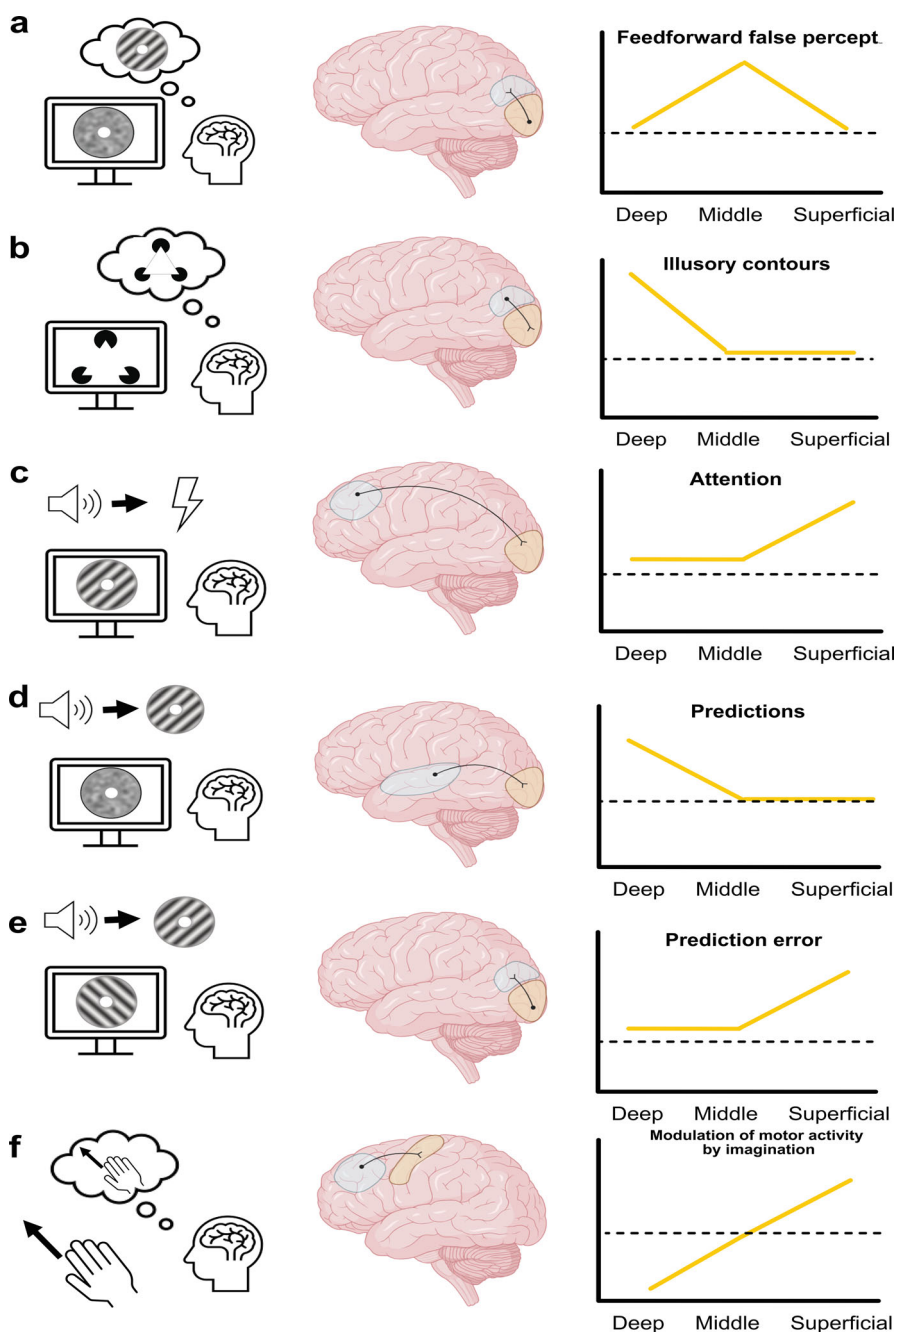 a
Feedforward false percept
Deep Middle Superficial
b
Illusory contours
Deep Middle Superficial
c
Attention
Deep Middle Superficial
d
Predictions
Deep Middle Superficial
e
Prediction error
Deep Middle Superficial
f
Modulation of motor activity
by imagination
Deep Middle Superficial